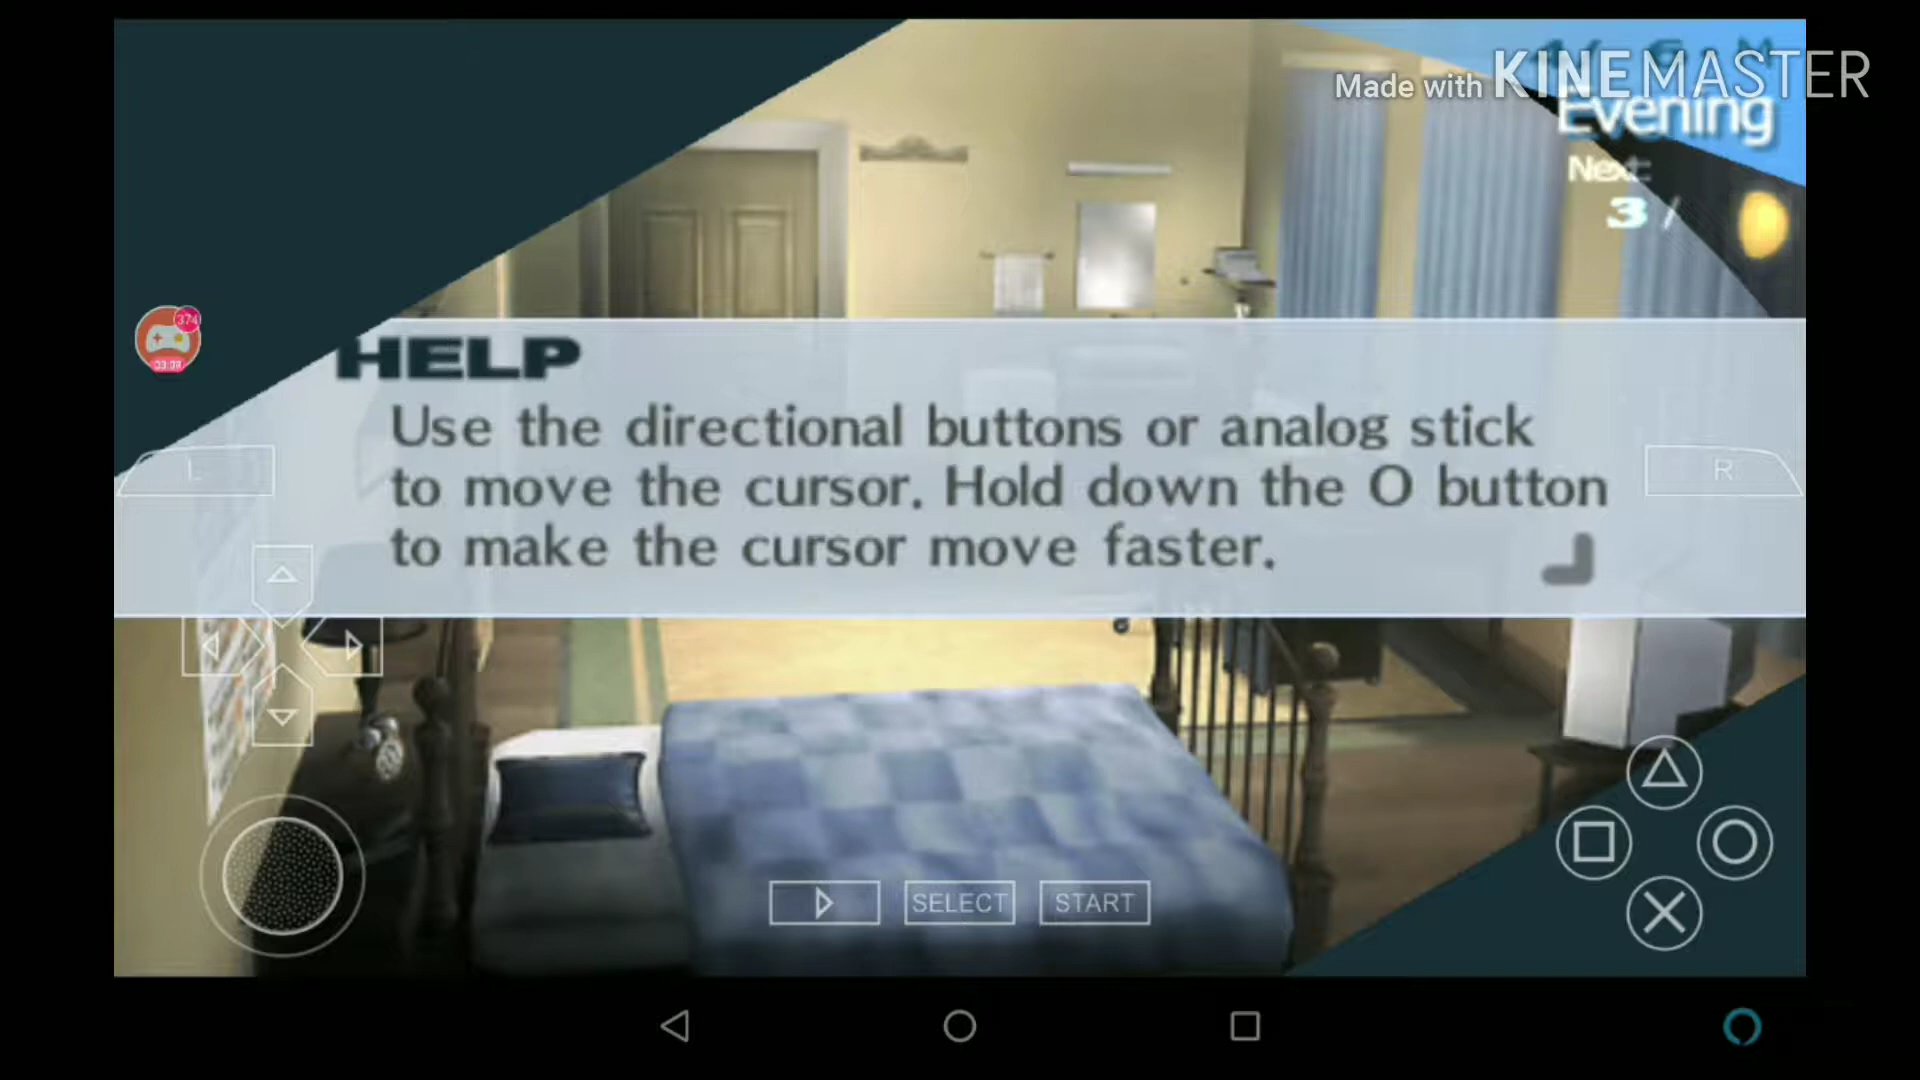 Made with KINEMASTER
Evening
Next:
3 /
374
HELP
Use the directional buttons or analog stick
to move the cursor. Hold down the O button
to make the cursor move faster.
L
R
SELECT
START